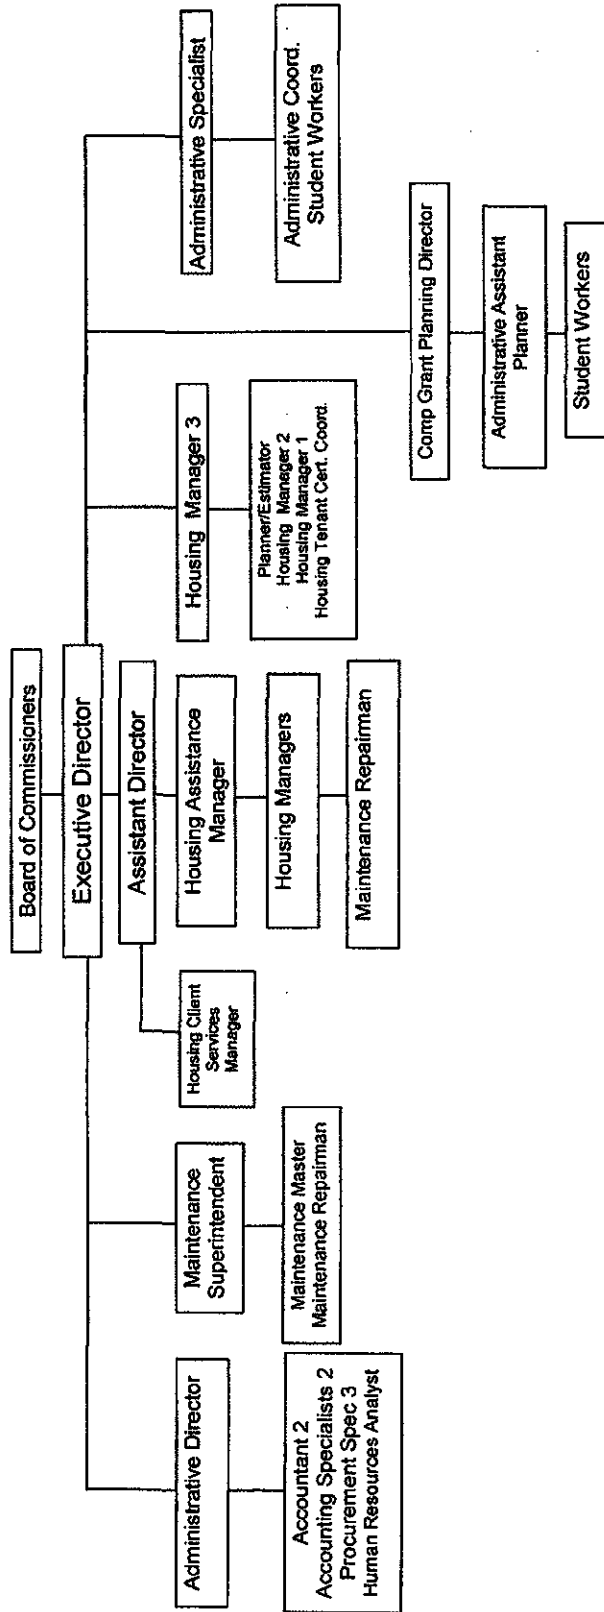 Board of Commissioners
Executive Director
Assistant Director
Administrative Director
Accountant 2
Accounting Specialists 2
Procurement Spec 3
Human Resources Analyst
Maintenance
Superintendent
Maintenance Master
Maintenance Repairman
Housing Client
Services
Manager
Housing Assistance
Manager
Housing Managers
Maintenance Repairman
Housing Manager 3
Planner/Estimator
Housing Manager 2
Housing Manager 1
Housing Tenant Cert. Coord.
Comp Grant Planning Director
Administrative Assistant
Planner
Student Workers
Administrative Specialist
Administrative Coord.
Student Workers